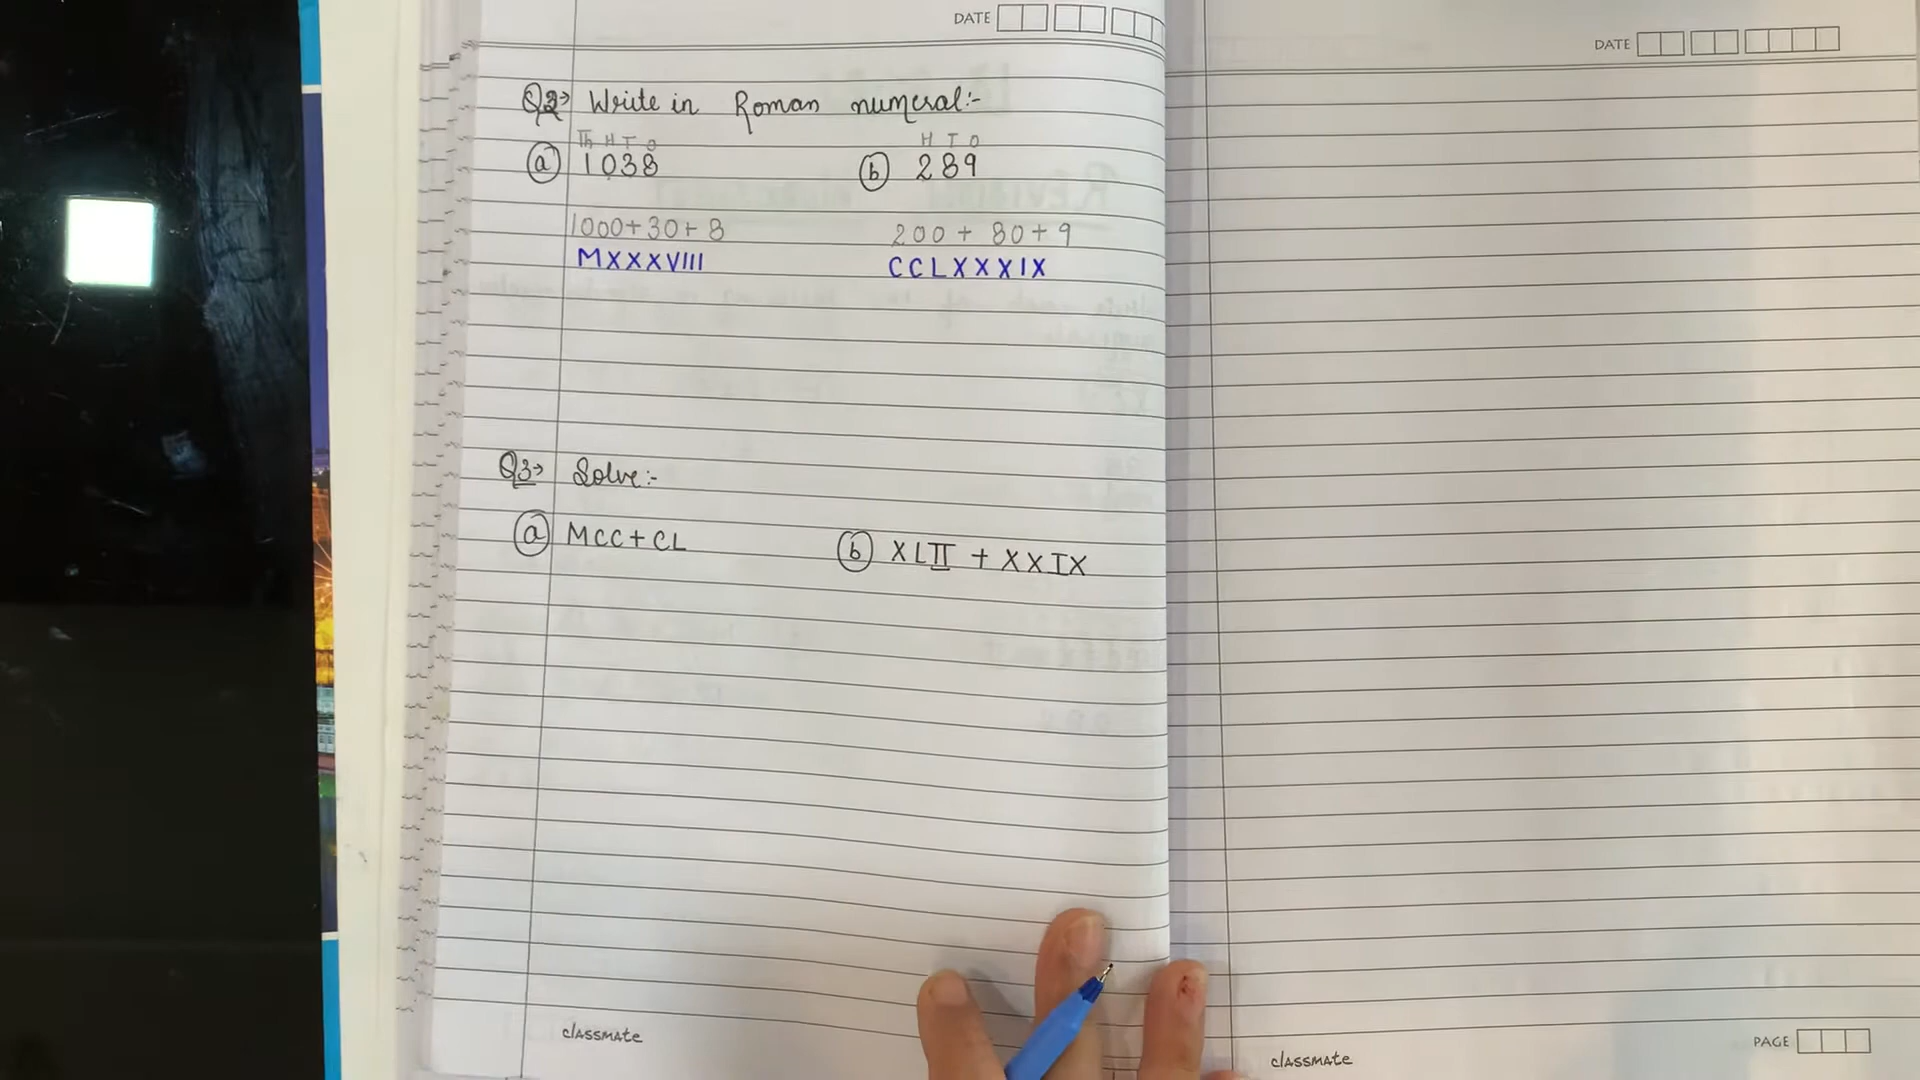 DATE
DATE
Q2→ Write in Roman numeral:-
Th H T O
H T O
(a) 1038
(b) 289
1000+30+8
200 + 80+9
MXXXVIII
CCLXXXIX
Q3→ Solve:-
(a) MCC+CL
(b) XLII + XXIX
classmate
classmate
PAGE